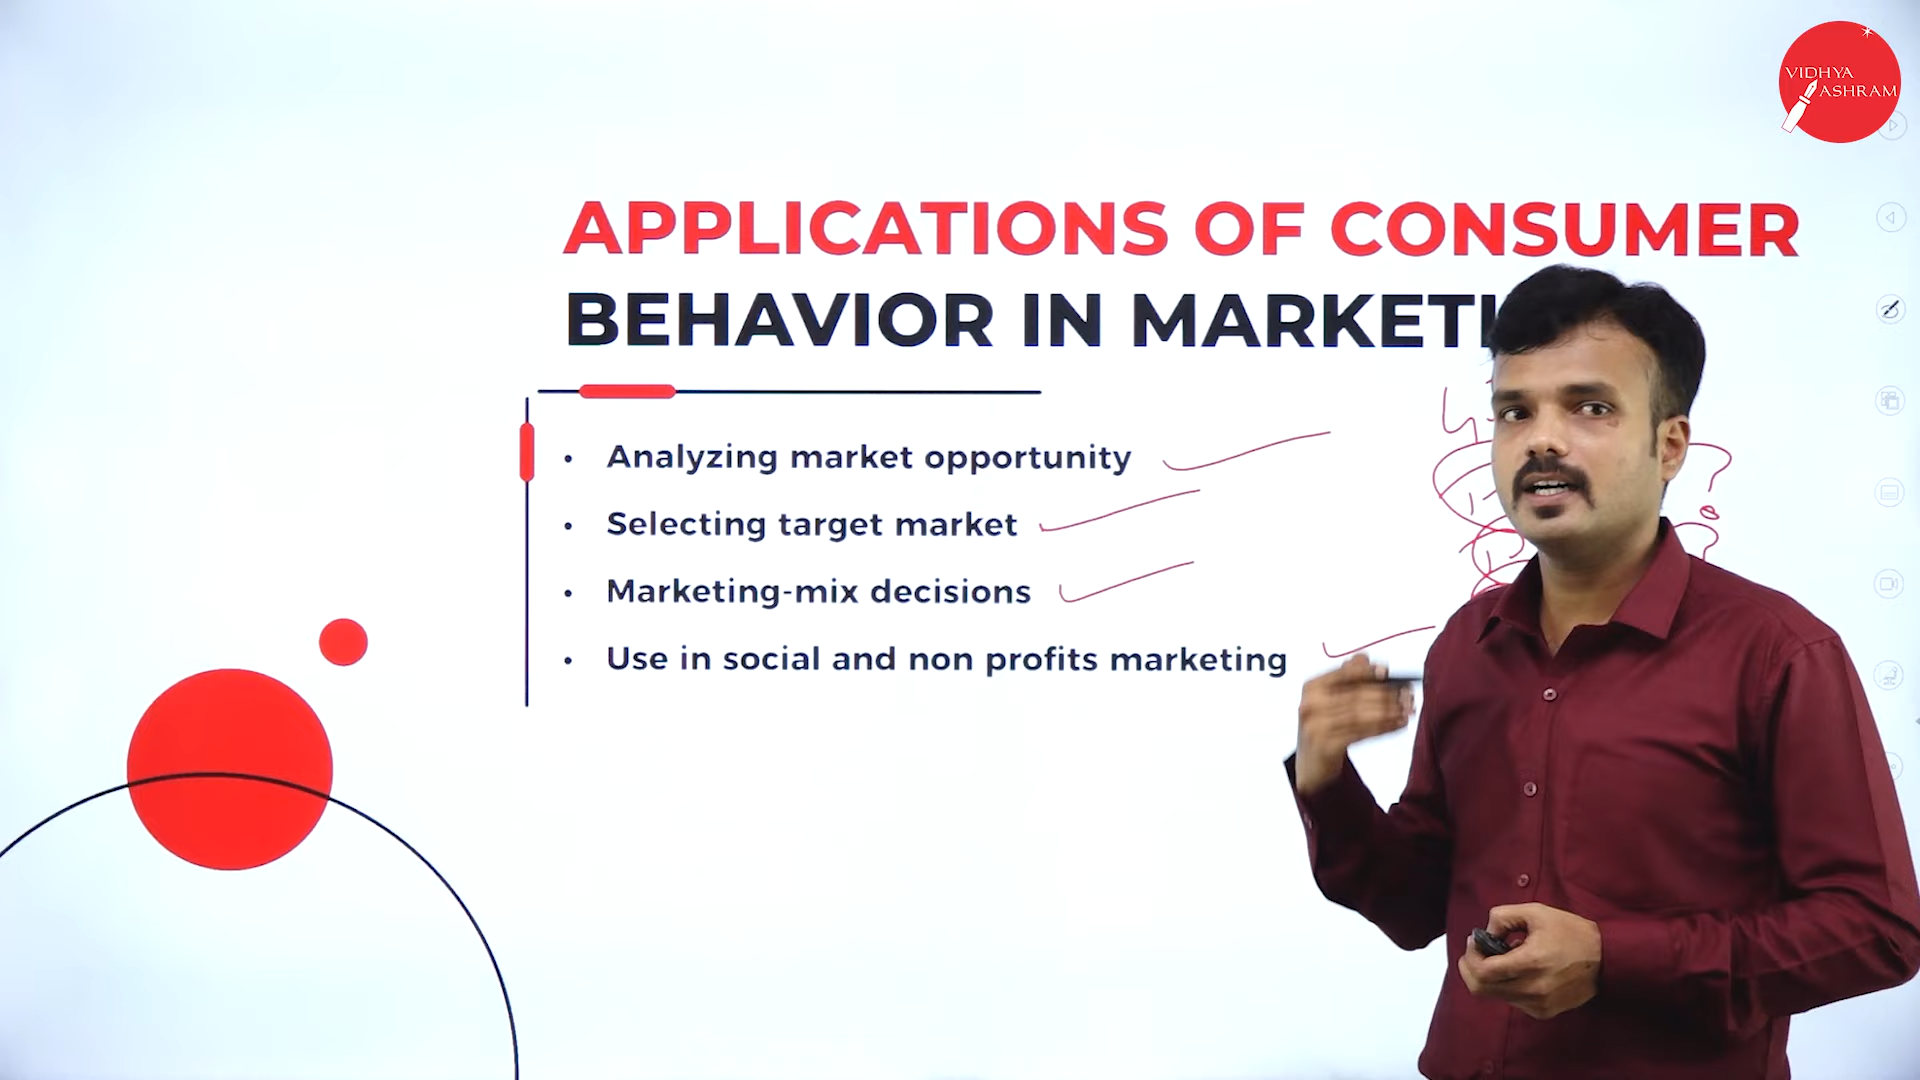 VIDHYA
ASHRAM
APPLICATIONS OF CONSUMER
BEHAVIOR IN MARKETI
• Analyzing market opportunity
• Selecting target market
• Marketing-mix decisions
• Use in social and non profits marketing